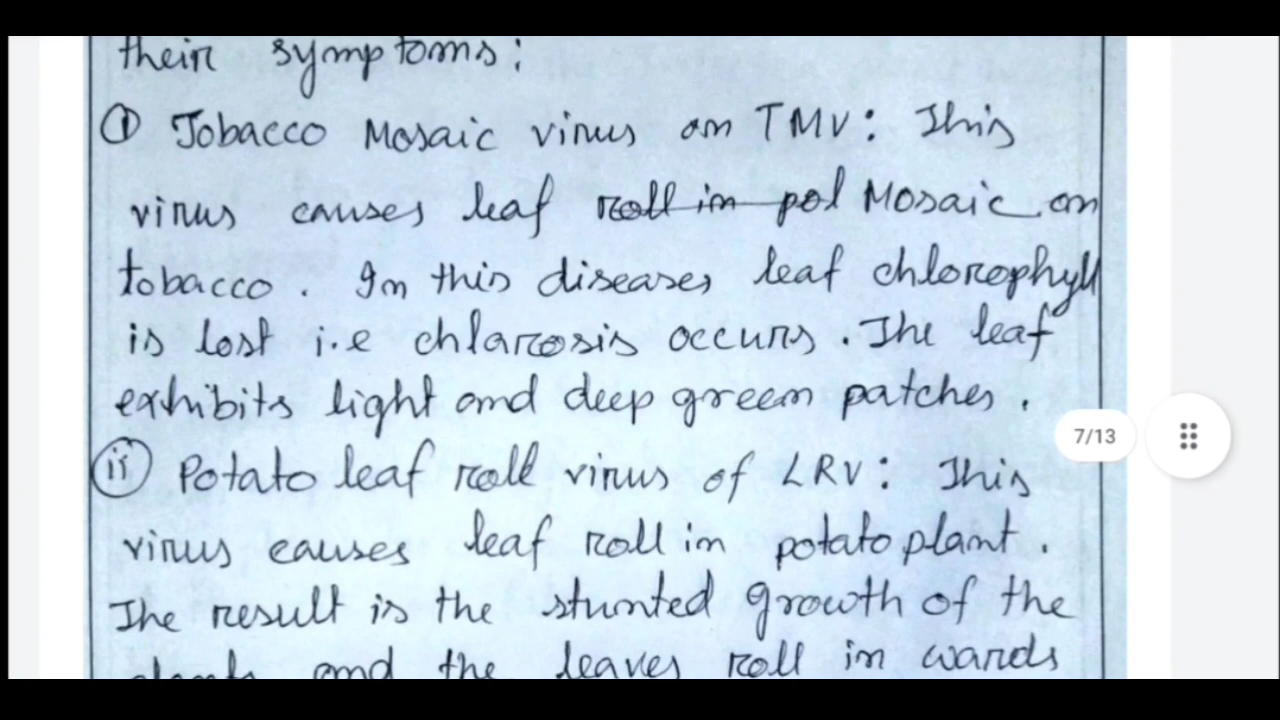 their symptoms:
① Tobacco Mosaic virus or TMV: This
virus causes leaf roll in pol Mosaic on
tobacco. In this diseases leaf chlorophyll
is lost i.e chlarosis occurs. The leaf
exhibits light and deep green patches.
7/13
ii Potato leaf roll virus of LRV: This
virus causes leaf roll in potato plant.
The result is the stunted growth of the
plants and the leaves roll in wards